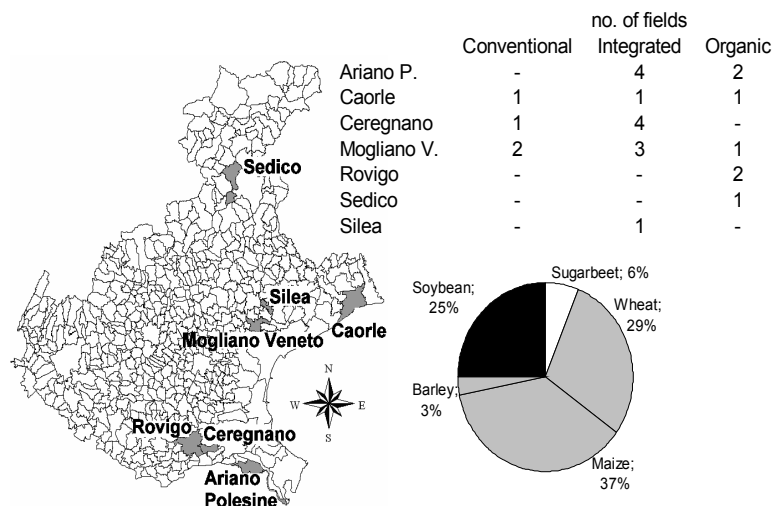 no. of fields
Conventional Integrated Organic
Ariano P. - 4 2
Caorle 1 1 1
Ceregnano 1 4 -
Mogliano V. 2 3 1
Rovigo - - 2
Sedico - - 1
Silea - 1 -
Sedico
Silea
Caorle
Mogliano Veneto
N
W E
S
Rovigo
Ceregnano
Ariano
Polesine
Sugarbeet; 6%
Soybean;
25%
Wheat;
29%
Barley;
3%
Maize;
37%